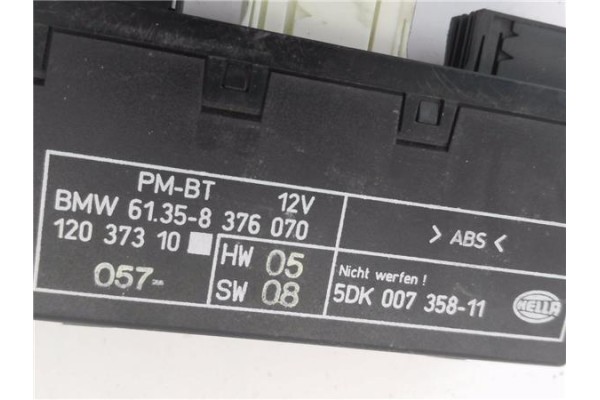 PM-BT 12V
BMW 61.35-8 376 070
120 373 10
057
HW 05
SW 08
> ABS <
Nicht werfen !
5DK 007 358-11
HELLA